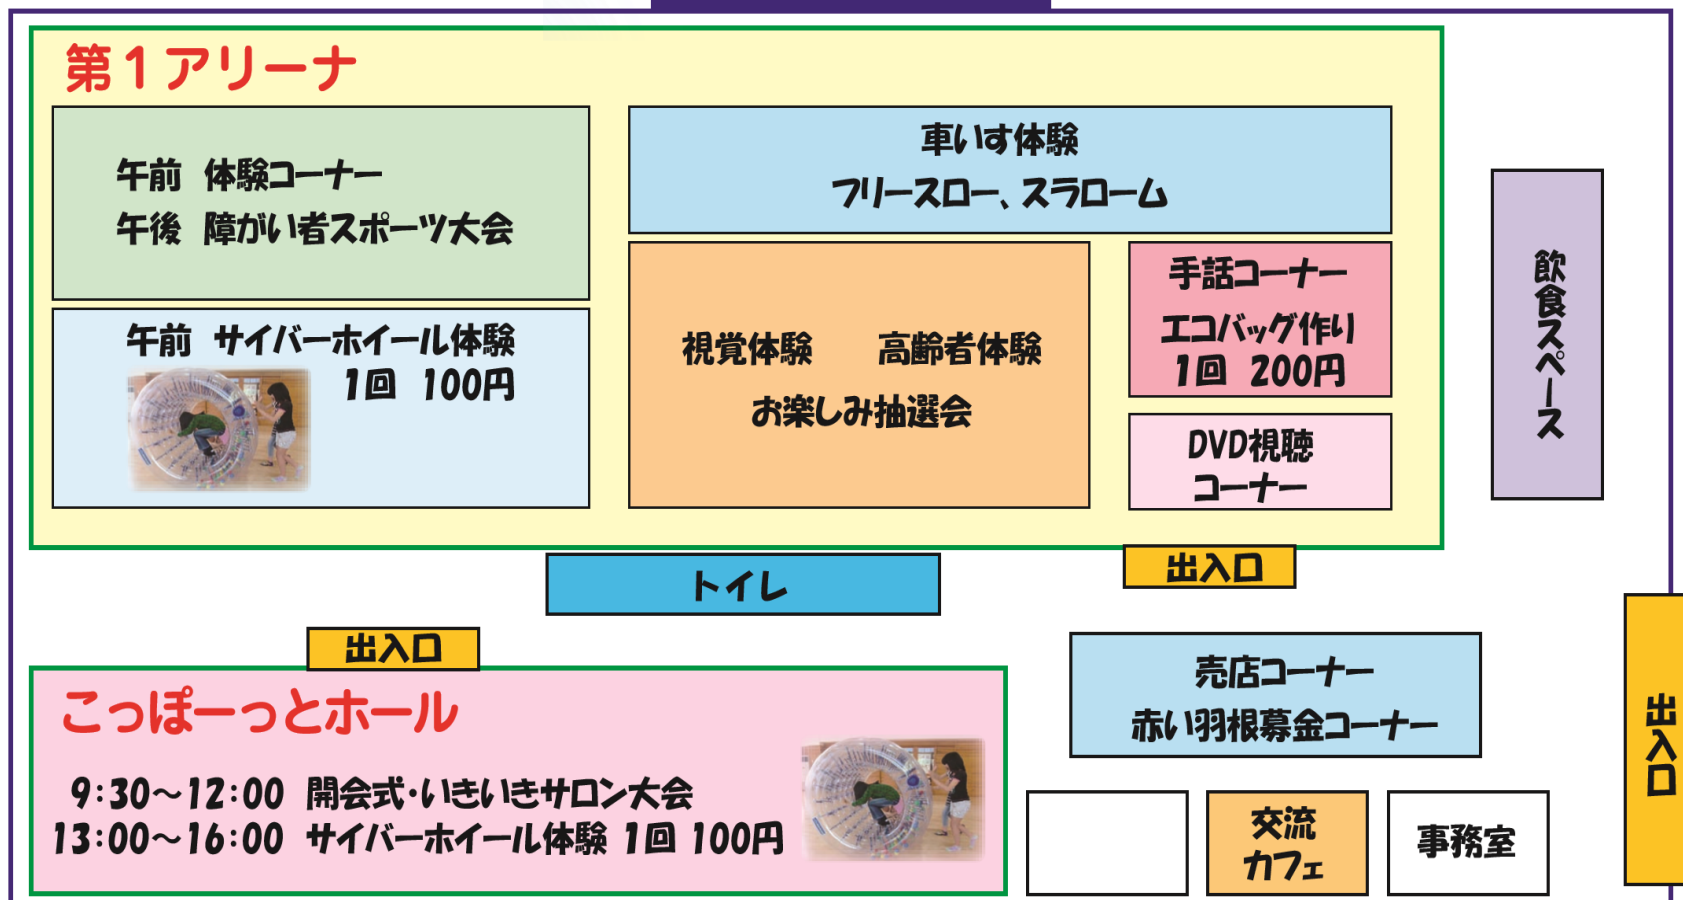 第1アリーナ
午前 体験コーナー
午後 障がい者スポーツ大会
午前 サイバーホイール体験
1回 100円
車いす体験
フリースロー、スラローム
視覚体験 高齢者体験
お楽しみ抽選会
手話コーナー
エコバッグ作り
1回 200円
DVD視聴
コーナー
飲食スペース
トイレ
出入口
出入口
こっぽーっとホール
9:30～12:00 開会式・いきいきサロン大会
13:00～16:00 サイバーホイール体験 1回 100円
売店コーナー
赤い羽根募金コーナー
交流
カフェ
事務室
出入口